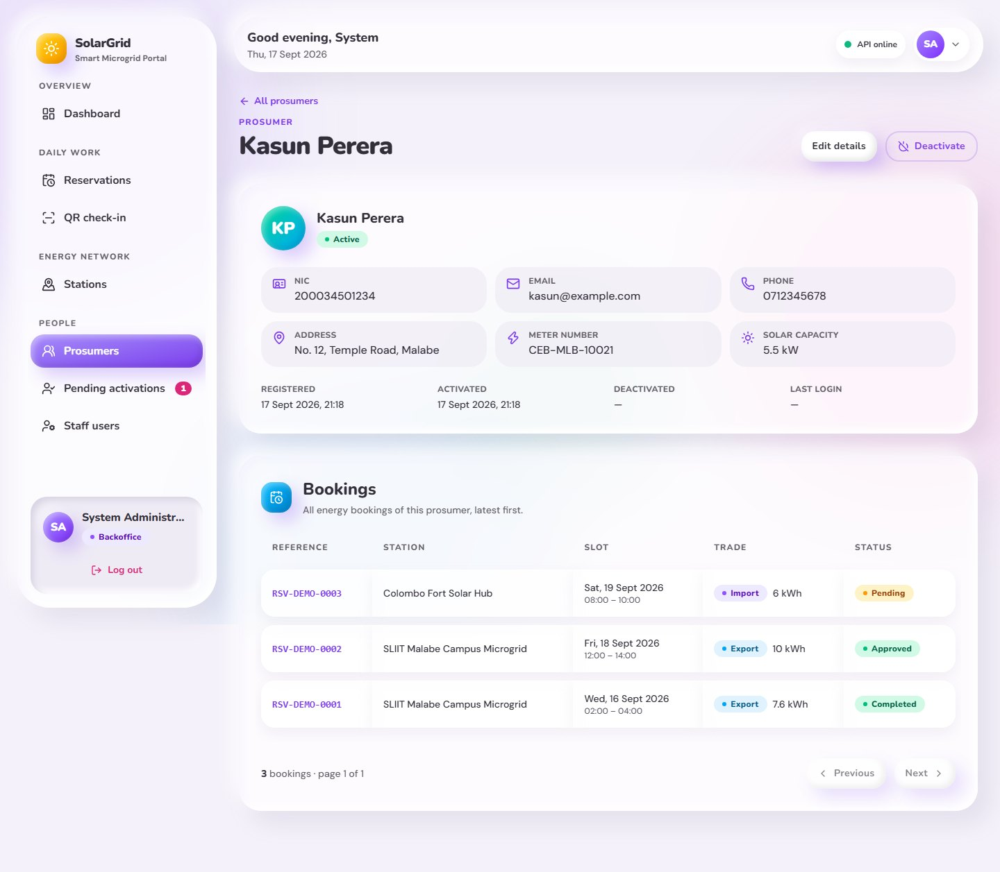 SolarGrid
Smart Microgrid Portal
OVERVIEW
Dashboard
DAILY WORK
Reservations
QR check-in
ENERGY NETWORK
Stations
PEOPLE
Prosumers
Pending activations 1
Staff users
SA System Administr...
Backoffice
Log out
Good evening, System
Thu, 17 Sept 2026
API online
SA
All prosumers
PROSUMER
Kasun Perera
Edit details
Deactivate
KP
Kasun Perera
Active
NIC
200034501234
EMAIL
kasun@example.com
PHONE
0712345678
ADDRESS
No. 12, Temple Road, Malabe
METER NUMBER
CEB-MLB-10021
SOLAR CAPACITY
5.5 kW
REGISTERED
17 Sept 2026, 21:18
ACTIVATED
17 Sept 2026, 21:18
DEACTIVATED
—
LAST LOGIN
—
Bookings
All energy bookings of this prosumer, latest first.
REFERENCE STATION SLOT TRADE STATUS
RSV-DEMO-0003 Colombo Fort Solar Hub Sat, 19 Sept 2026 Import 6 kWh Pending
08:00 – 10:00
RSV-DEMO-0002 SLIIT Malabe Campus Microgrid Fri, 18 Sept 2026 Export 10 kWh Approved
12:00 – 14:00
RSV-DEMO-0001 SLIIT Malabe Campus Microgrid Wed, 16 Sept 2026 Export 7.6 kWh Completed
02:00 – 04:00
3 bookings · page 1 of 1
Previous
Next